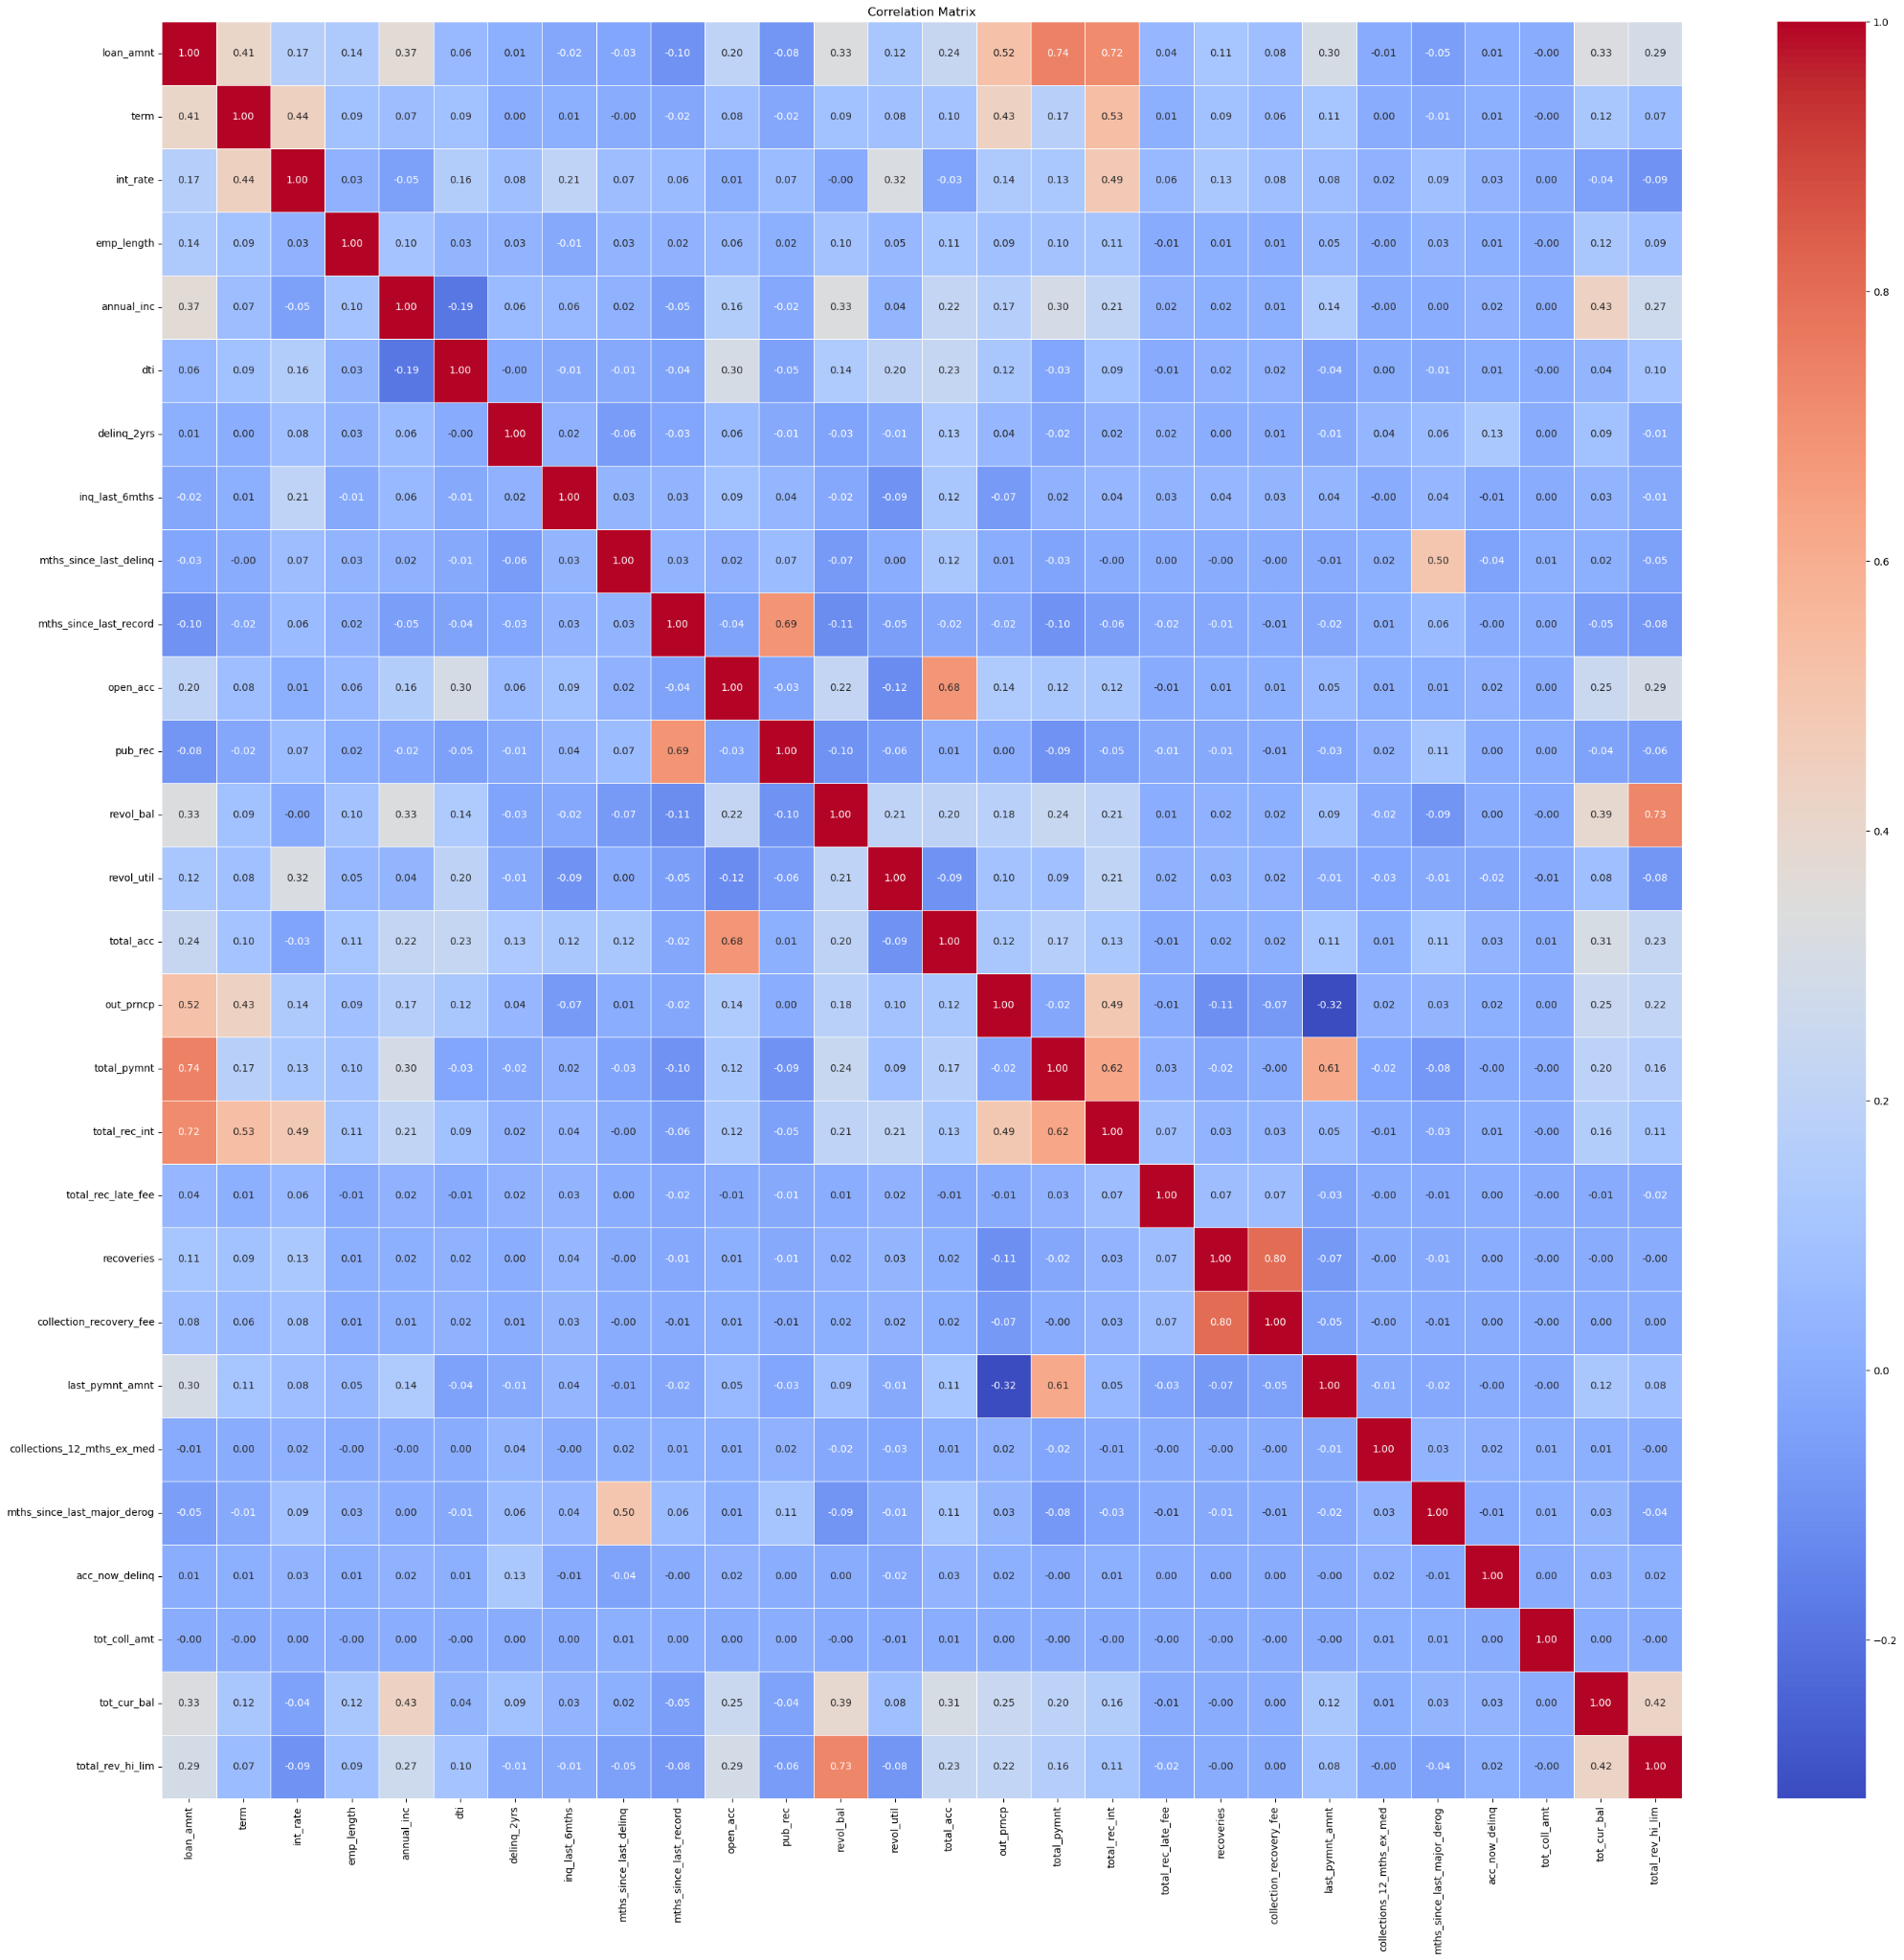 Correlation Matrix
loan_amnt 1.00 0.41 0.17 0.14 0.37 0.06 0.01 -0.02 -0.03 -0.10 0.20 -0.08 0.33 0.12 0.24 0.52 0.74 0.72 0.04 0.11 0.08 0.30 -0.01 -0.05 0.01 -0.00 0.33 0.29
term 0.41 1.00 0.44 0.09 0.07 0.09 0.00 0.01 -0.00 -0.02 0.08 -0.02 0.09 0.08 0.10 0.43 0.17 0.53 0.01 0.09 0.06 0.11 0.00 -0.01 0.01 -0.00 0.12 0.07
int_rate 0.17 0.44 1.00 0.03 -0.05 0.16 0.08 0.21 0.07 0.06 0.01 0.07 -0.00 0.32 -0.03 0.14 0.13 0.49 0.06 0.13 0.08 0.08 0.02 0.09 0.03 0.00 -0.04 -0.09
emp_length 0.14 0.09 0.03 1.00 0.10 0.03 0.03 -0.01 0.03 0.02 0.06 0.02 0.10 0.05 0.11 0.09 0.10 0.11 -0.01 0.01 0.01 0.05 -0.00 0.03 0.01 -0.00 0.12 0.09
annual_inc 0.37 0.07 -0.05 0.10 1.00 -0.19 0.06 0.06 0.02 -0.05 0.16 -0.02 0.33 0.04 0.22 0.17 0.30 0.21 0.02 0.02 0.01 0.14 -0.00 0.00 0.02 0.00 0.43 0.27
dti 0.06 0.09 0.16 0.03 -0.19 1.00 -0.00 -0.01 -0.01 -0.04 0.30 -0.05 0.14 0.20 0.23 0.12 -0.03 0.09 -0.01 0.02 0.02 -0.04 0.00 -0.01 0.01 -0.00 0.04 0.10
delinq_2yrs 0.01 0.00 0.08 0.03 0.06 -0.00 1.00 0.02 -0.06 -0.03 0.06 -0.01 -0.03 -0.01 0.13 0.04 -0.02 0.02 0.02 0.00 0.01 -0.01 0.04 0.06 0.13 0.00 0.09 -0.01
inq_last_6mths -0.02 0.01 0.21 -0.01 0.06 -0.01 0.02 1.00 0.03 0.03 0.09 0.04 -0.02 -0.09 0.12 -0.07 0.02 0.04 0.03 0.04 0.03 0.04 -0.00 0.04 -0.01 0.00 0.03 -0.01
mths_since_last_delinq -0.03 -0.00 0.07 0.03 0.02 -0.01 -0.06 0.03 1.00 0.03 0.02 0.07 -0.07 0.00 0.12 0.01 -0.03 -0.00 0.00 -0.00 -0.00 -0.01 0.02 0.50 -0.04 0.01 0.02 -0.05
mths_since_last_record -0.10 -0.02 0.06 0.02 -0.05 -0.04 -0.03 0.03 0.03 1.00 -0.04 0.69 -0.11 -0.05 -0.02 -0.02 -0.10 -0.06 -0.02 -0.01 -0.01 -0.02 0.01 0.06 -0.00 0.00 -0.05 -0.08
open_acc 0.20 0.08 0.01 0.06 0.16 0.30 0.06 0.09 0.02 -0.04 1.00 -0.03 0.22 -0.12 0.68 0.14 0.12 0.12 -0.01 0.01 0.01 0.05 0.01 0.01 0.02 0.00 0.25 0.29
pub_rec -0.08 -0.02 0.07 0.02 -0.02 -0.05 -0.01 0.04 0.07 0.69 -0.03 1.00 -0.10 -0.06 0.01 0.00 -0.09 -0.05 -0.01 -0.01 -0.01 -0.03 0.02 0.11 0.00 0.00 -0.04 -0.06
revol_bal 0.33 0.09 -0.00 0.10 0.33 0.14 -0.03 -0.02 -0.07 -0.11 0.22 -0.10 1.00 0.21 0.20 0.18 0.24 0.21 0.01 0.02 0.02 0.09 -0.02 -0.09 0.00 -0.00 0.39 0.73
revol_util 0.12 0.08 0.32 0.05 0.04 0.20 -0.01 -0.09 0.00 -0.05 -0.12 -0.06 0.21 1.00 -0.09 0.10 0.09 0.21 0.02 0.03 0.02 -0.01 -0.03 -0.01 -0.02 -0.01 0.08 -0.08
total_acc 0.24 0.10 -0.03 0.11 0.22 0.23 0.13 0.12 0.12 -0.02 0.68 0.01 0.20 -0.09 1.00 0.12 0.17 0.13 -0.01 0.02 0.02 0.11 0.01 0.11 0.03 0.01 0.31 0.23
out_prncp 0.52 0.43 0.14 0.09 0.17 0.12 0.04 -0.07 0.01 -0.02 0.14 0.00 0.18 0.10 0.12 1.00 -0.02 0.49 -0.01 -0.11 -0.07 -0.32 0.02 0.03 0.02 0.00 0.25 0.22
total_pymnt 0.74 0.17 0.13 0.10 0.30 -0.03 -0.02 0.02 -0.03 -0.10 0.12 -0.09 0.24 0.09 0.17 -0.02 1.00 0.62 0.03 -0.02 -0.00 0.61 -0.02 -0.08 -0.00 -0.00 0.20 0.16
total_rec_int 0.72 0.53 0.49 0.11 0.21 0.09 0.02 0.04 -0.00 -0.06 0.12 -0.05 0.21 0.21 0.13 0.49 0.62 1.00 0.07 0.03 0.03 0.05 -0.01 -0.03 0.01 -0.00 0.16 0.11
total_rec_late_fee 0.04 0.01 0.06 -0.01 0.02 -0.01 0.02 0.03 0.00 -0.02 -0.01 -0.01 0.01 0.02 -0.01 -0.01 0.03 0.07 1.00 0.07 0.07 -0.03 -0.00 -0.01 0.00 -0.00 -0.01 -0.02
recoveries 0.11 0.09 0.13 0.01 0.02 0.02 0.00 0.04 -0.00 -0.01 0.01 -0.01 0.02 0.03 0.02 -0.11 -0.02 0.03 0.07 1.00 0.80 -0.07 -0.00 -0.01 0.00 -0.00 -0.00 -0.00
collection_recovery_fee 0.08 0.06 0.08 0.01 0.01 0.02 0.01 0.03 -0.00 -0.01 0.01 -0.01 0.02 0.02 0.02 -0.07 -0.00 0.03 0.07 0.80 1.00 -0.05 -0.00 -0.01 0.00 -0.00 0.00 0.00
last_pymnt_amnt 0.30 0.11 0.08 0.05 0.14 -0.04 -0.01 0.04 -0.01 -0.02 0.05 -0.03 0.09 -0.01 0.11 -0.32 0.61 0.05 -0.03 -0.07 -0.05 1.00 -0.01 -0.02 -0.00 -0.00 0.12 0.08
collections_12_mths_ex_med -0.01 0.00 0.02 -0.00 -0.00 0.00 0.04 -0.00 0.02 0.01 0.01 0.02 -0.02 -0.03 0.01 0.02 -0.02 -0.01 -0.00 -0.00 -0.00 -0.01 1.00 0.03 0.02 0.01 0.01 -0.00
mths_since_last_major_derog -0.05 -0.01 0.09 0.03 0.00 -0.01 0.06 0.04 0.50 0.06 0.01 0.11 -0.09 -0.01 0.11 0.03 -0.08 -0.03 -0.01 -0.01 -0.01 -0.02 0.03 1.00 -0.01 0.01 0.03 -0.04
acc_now_delinq 0.01 0.01 0.03 0.01 0.02 0.01 0.13 -0.01 -0.04 -0.00 0.02 0.00 0.00 -0.02 0.03 0.02 -0.00 0.01 0.00 0.00 0.00 -0.00 0.02 -0.01 1.00 0.00 0.03 0.02
tot_coll_amt -0.00 -0.00 0.00 -0.00 0.00 -0.00 0.00 0.00 0.01 0.00 0.00 0.00 -0.00 -0.01 0.01 0.00 -0.00 -0.00 -0.00 -0.00 -0.00 -0.00 0.01 0.01 0.00 1.00 0.00 -0.00
tot_cur_bal 0.33 0.12 -0.04 0.12 0.43 0.04 0.09 0.03 0.02 -0.05 0.25 -0.04 0.39 0.08 0.31 0.25 0.20 0.16 -0.01 -0.00 0.00 0.12 0.01 0.03 0.03 0.00 1.00 0.42
total_rev_hi_lim 0.29 0.07 -0.09 0.09 0.27 0.10 -0.01 -0.01 -0.05 -0.08 0.29 -0.06 0.73 -0.08 0.23 0.22 0.16 0.11 -0.02 -0.00 0.00 0.08 -0.00 -0.04 0.02 -0.00 0.42 1.00
loan_amnt
term
int_rate
emp_length
annual_inc
dti
delinq_2yrs
inq_last_6mths
mths_since_last_delinq
mths_since_last_record
open_acc
pub_rec
revol_bal
revol_util
total_acc
out_prncp
total_pymnt
total_rec_int
total_rec_late_fee
recoveries
collection_recovery_fee
last_pymnt_amnt
collections_12_mths_ex_med
mths_since_last_major_derog
acc_now_delinq
tot_coll_amt
tot_cur_bal
total_rev_hi_lim
1.0
0.8
0.6
0.4
0.2
0.0
−0.2